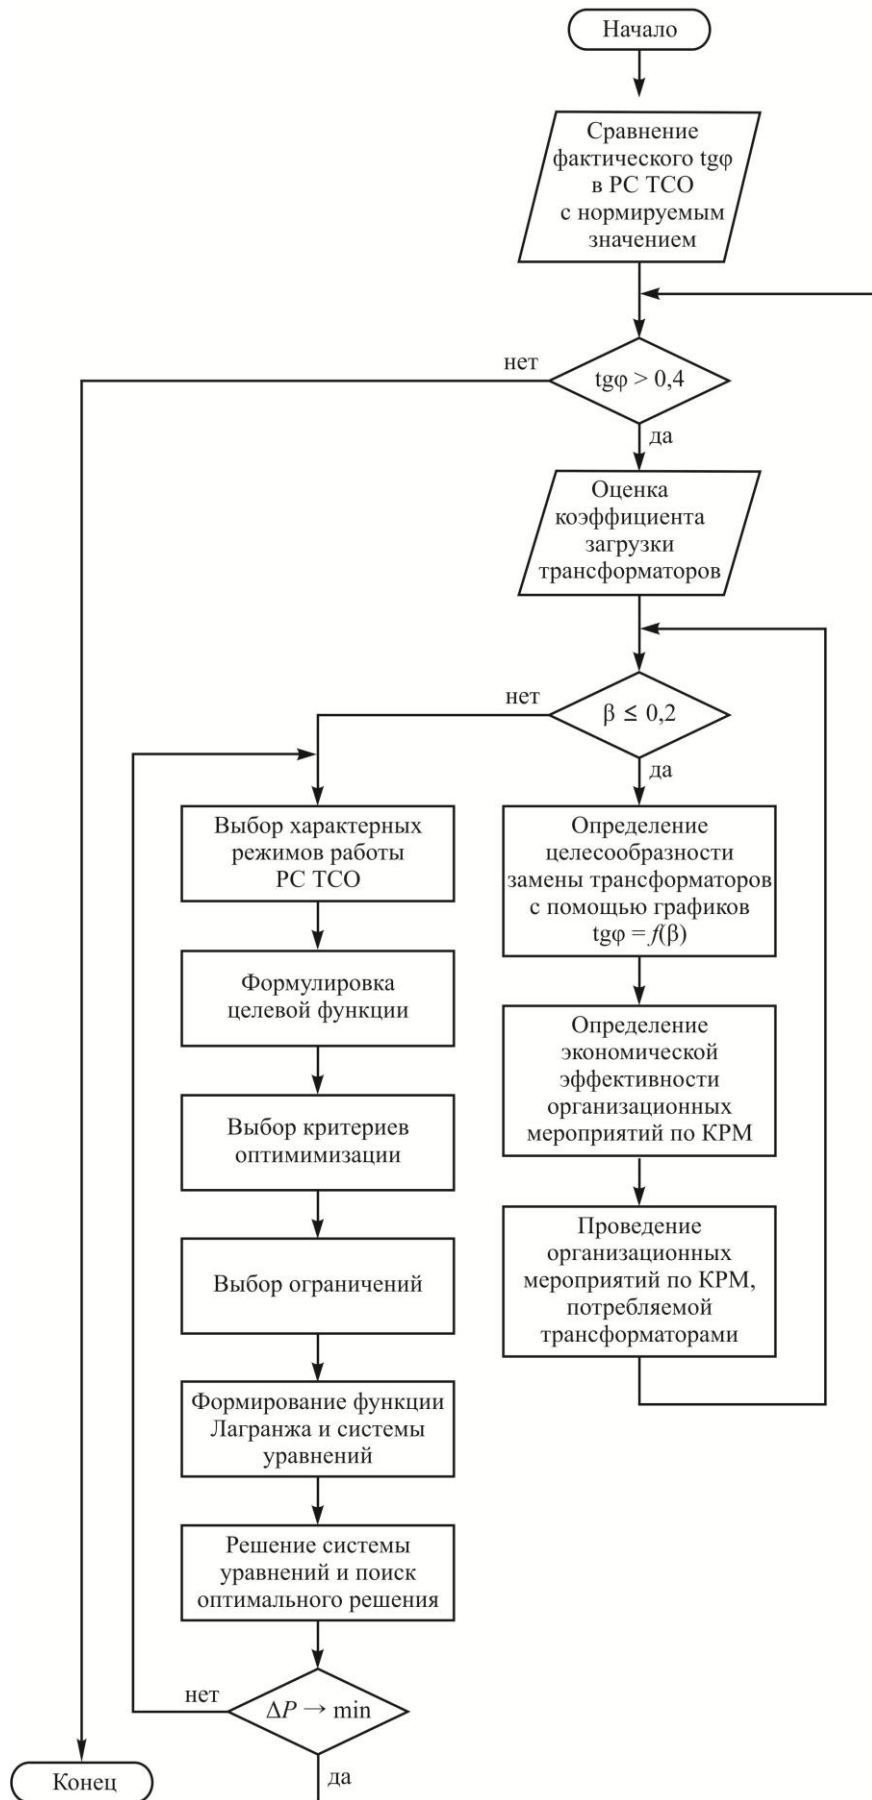 Начало
Сравнение
фактического tgφ
в РС ТСО
с нормируемым
значением
нет
tgφ > 0,4
да
Оценка
коэффициента
загрузки
трансформаторов
нет
β ≤ 0,2
да
Выбор характерных
режимов работы
РС ТСО
Формулировка
целевой функции
Выбор критериев
оптимимизации
Выбор ограничений
Формирование функции
Лагранжа и системы
уравнений
Решение системы
уравнений и поиск
оптимального решения
Определение
целесообразности
замены трансформаторов
с помощью графиков
tgφ = f(β)
Определение
экономической
эффективности
организационных
мероприятий по КРМ
Проведение
организационных
мероприятий по КРМ,
потребляемой
трансформаторами
нет
ΔP → min
да
Конец